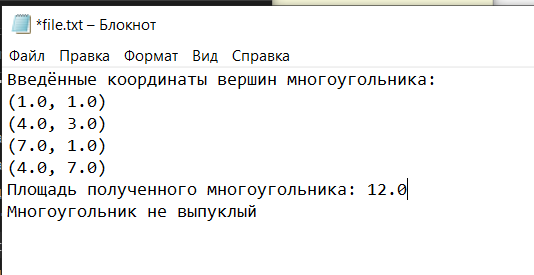 *file.txt – Блокнот
Файл Правка Формат Вид Справка
Введённые координаты вершин многоугольника:
(1.0, 1.0)
(4.0, 3.0)
(7.0, 1.0)
(4.0, 7.0)
Площадь полученного многоугольника: 12.0
Многоугольник не выпуклый